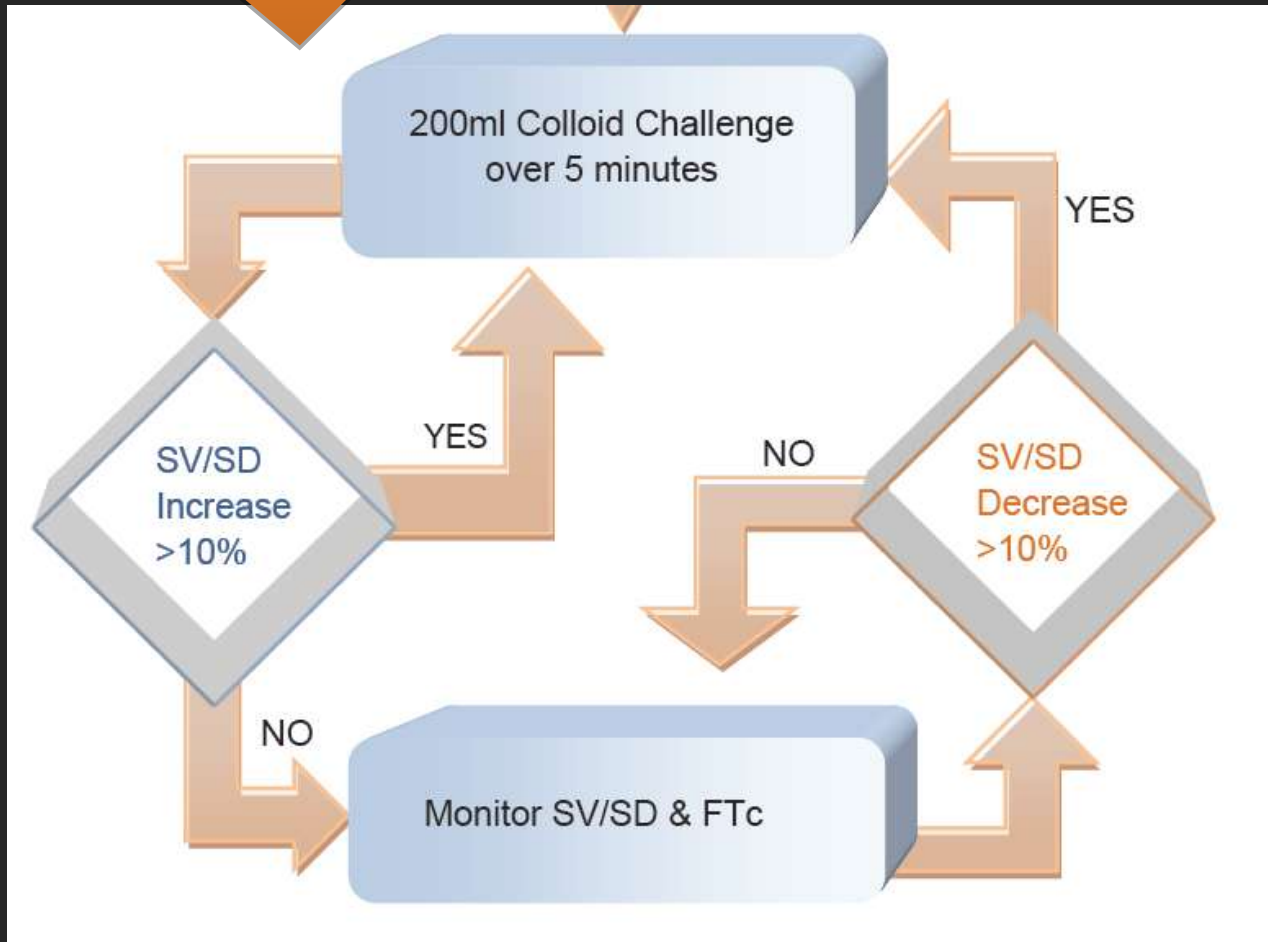 200ml Colloid Challenge
over 5 minutes
YES
SV/SD
Increase
>10%
YES
NO
SV/SD
Decrease
>10%
NO
Monitor SV/SD & FTc